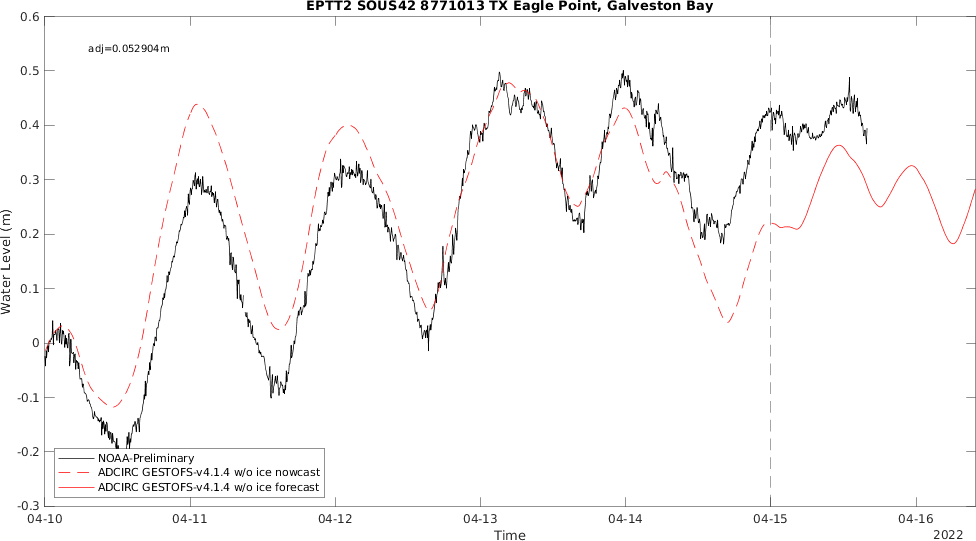 EPTT2 SOUS42 8771013 TX Eagle Point, Galveston Bay
adj=0.052904m
0.6
0.5
0.4
0.3
0.2
0.1
0
-0.1
-0.2
-0.3
Water Level (m)
NOAA-Preliminary
ADCIRC GESTOFS-v4.1.4 w/o ice nowcast
ADCIRC GESTOFS-v4.1.4 w/o ice forecast
04-10 04-11 04-12 04-13 04-14 04-15 04-16
Time
2022